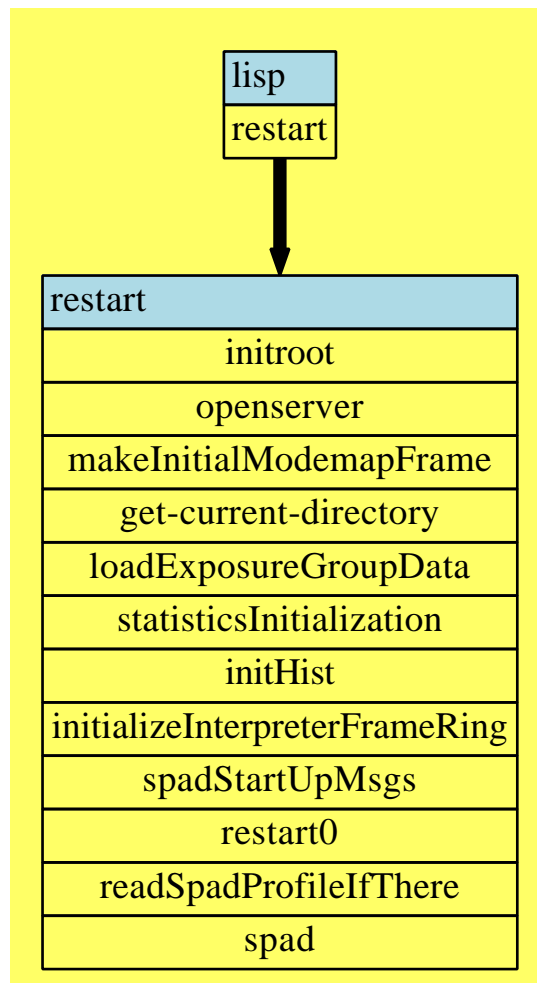 lisp
restart
restart
initroot
openserver
makeInitialModemapFrame
get-current-directory
loadExposureGroupData
statisticsInitialization
initHist
initializeInterpreterFrameRing
spadStartUpMsgs
restart0
readSpadProfileIfThere
spad